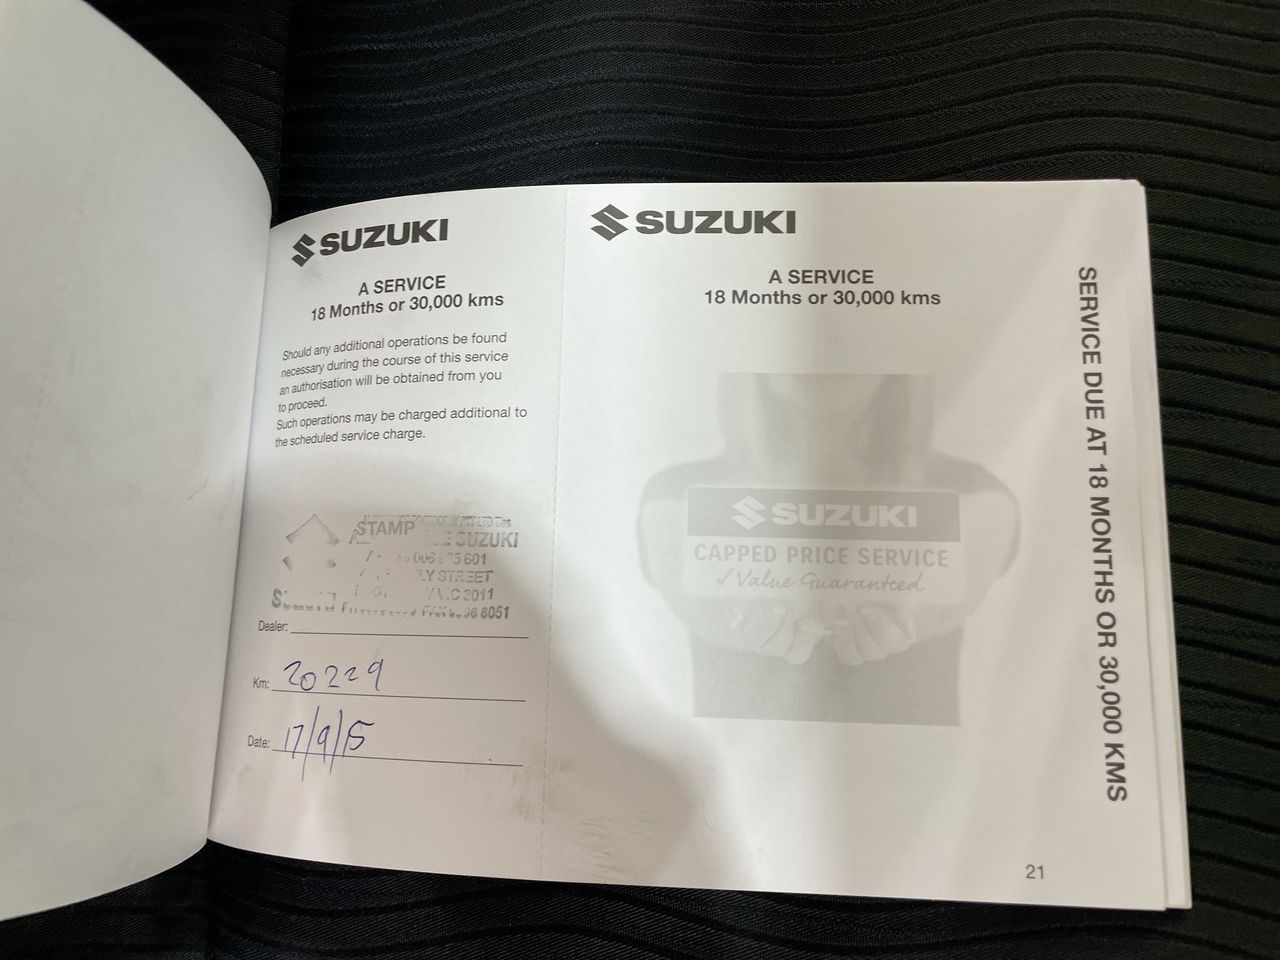 SUZUKI
A SERVICE
18 Months or 30,000 kms
Should any additional operations be found
necessary during the course of this service
an authorisation will be obtained from you
to proceed.
Such operations may be charged additional to
the scheduled service charge.
STAMP
SUZUKI
601
STREET
2011
8051
Dealer:
Km: 20229
Date: 17/9/15
SUZUKI
A SERVICE
18 Months or 30,000 kms
SUZUKI
CAPPED PRICE SERVICE
✓Value Guaranteed
SERVICE DUE AT 18 MONTHS OR 30,000 KMS
21